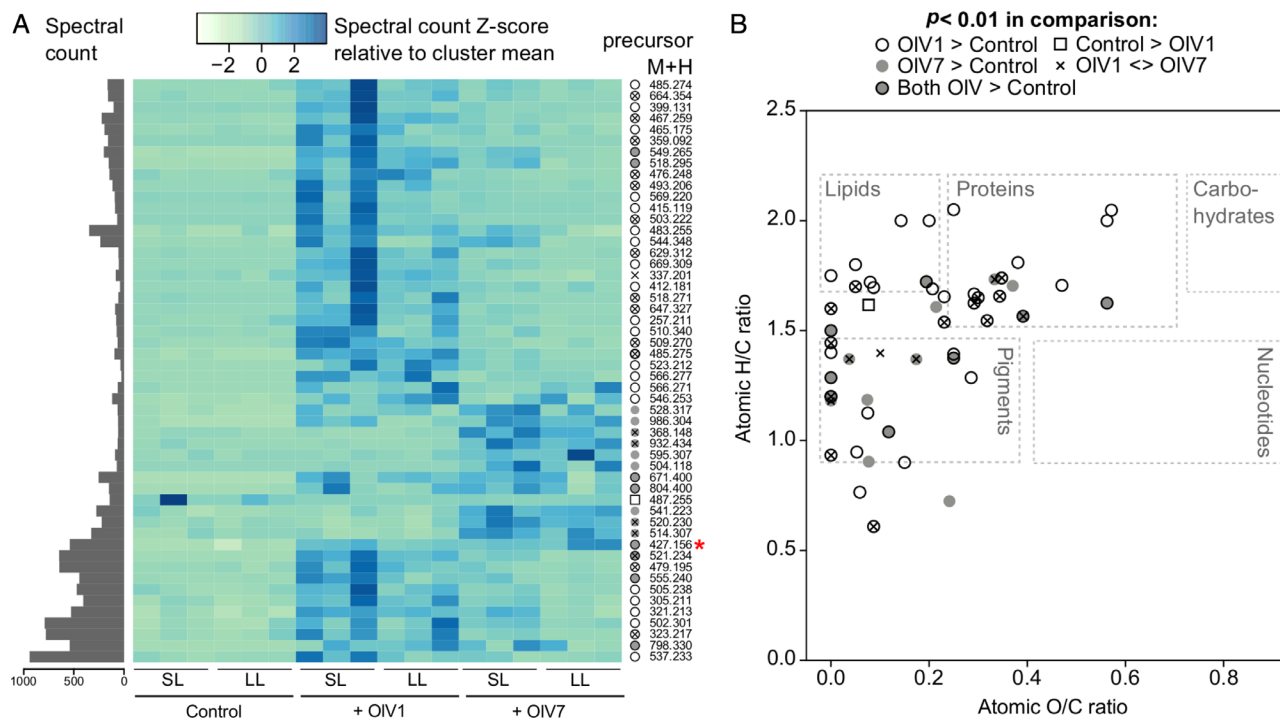 A
Spectral
count
−2 0 2
Spectral count Z-score
relative to cluster mean
precursor
M+H
485.274
664.354
399.131
467.259
465.175
359.092
549.265
518.295
476.248
493.206
569.220
415.119
503.222
483.255
544.348
629.312
669.309
337.201
412.181
518.271
647.327
257.211
510.340
509.270
485.275
523.212
566.277
566.271
546.253
528.317
986.304
368.148
932.434
595.307
504.118
671.400
804.400
487.255
541.223
520.230
514.307
427.156 *
521.234
479.195
555.240
505.238
305.211
321.213
502.301
323.217
798.330
537.233
1000 500 0
SL LL SL LL SL LL
Control + OIV1 + OIV7
B
p< 0.01 in comparison:
OIV1 > Control Control > OIV1
OIV7 > Control OIV1 <> OIV7
Both OIV > Control
2.5
2.0
1.5
1.0
0.5
0.0
Atomic H/C ratio
Lipids
Proteins
Carbo-
hydrates
Pigments
Nucleotides
0.0 0.2 0.4 0.6 0.8
Atomic O/C ratio